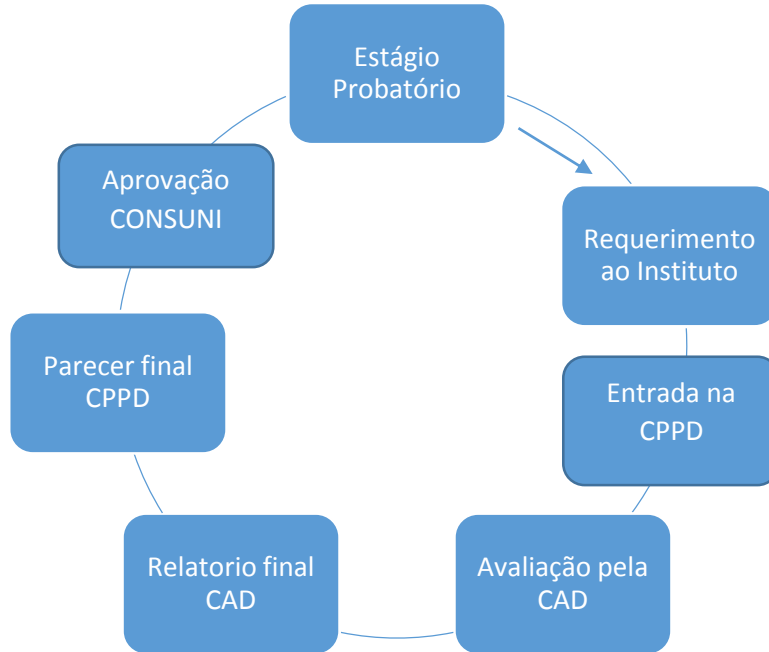 Estágio
Probatório
Requerimento
ao Instituto
Entrada na
CPPD
Avaliação pela
CAD
Relatorio final
CAD
Parecer final
CPPD
Aprovação
CONSUNI